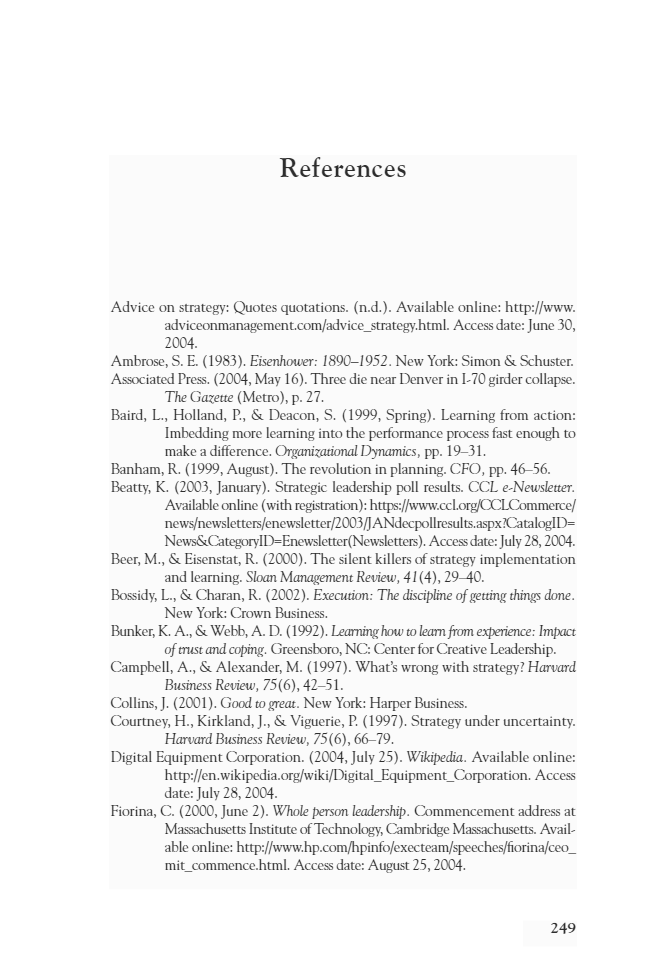 References
Advice on strategy: Quotes quotations. (n.d.). Available online: http://www.
adviceonmanagement.com/advice_strategy.html. Access date: June 30,
2004.
Ambrose, S. E. (1983). Eisenhower: 1890–1952. New York: Simon & Schuster.
Associated Press. (2004, May 16). Three die near Denver in I-70 girder collapse.
The Gazette (Metro), p. 27.
Baird, L., Holland, P., & Deacon, S. (1999, Spring). Learning from action:
Imbedding more learning into the performance process fast enough to
make a difference. Organizational Dynamics, pp. 19–31.
Banham, R. (1999, August). The revolution in planning. CFO, pp. 46–56.
Beatty, K. (2003, January). Strategic leadership poll results. CCL e-Newsletter.
Available online (with registration): https://www.ccl.org/CCLCommerce/
news/newsletters/enewsletter/2003/JANdecpollresults.aspx?CatalogID=
News&CategoryID=Enewsletter(Newsletters). Access date: July 28, 2004.
Beer, M., & Eisenstat, R. (2000). The silent killers of strategy implementation
and learning. Sloan Management Review, 41(4), 29–40.
Bossidy, L., & Charan, R. (2002). Execution: The discipline of getting things done.
New York: Crown Business.
Bunker, K. A., & Webb, A. D. (1992). Learning how to learn from experience: Impact
of trust and coping. Greensboro, NC: Center for Creative Leadership.
Campbell, A., & Alexander, M. (1997). What’s wrong with strategy? Harvard
Business Review, 75(6), 42–51.
Collins, J. (2001). Good to great. New York: Harper Business.
Courtney, H., Kirkland, J., & Viguerie, P. (1997). Strategy under uncertainty.
Harvard Business Review, 75(6), 66–79.
Digital Equipment Corporation. (2004, July 25). Wikipedia. Available online:
http://en.wikipedia.org/wiki/Digital_Equipment_Corporation. Access
date: July 28, 2004.
Fiorina, C. (2000, June 2). Whole person leadership. Commencement address at
Massachusetts Institute of Technology, Cambridge Massachusetts. Avail-
able online: http://www.hp.com/hpinfo/execteam/speeches/fiorina/ceo_
mit_commence.html. Access date: August 25, 2004.
249